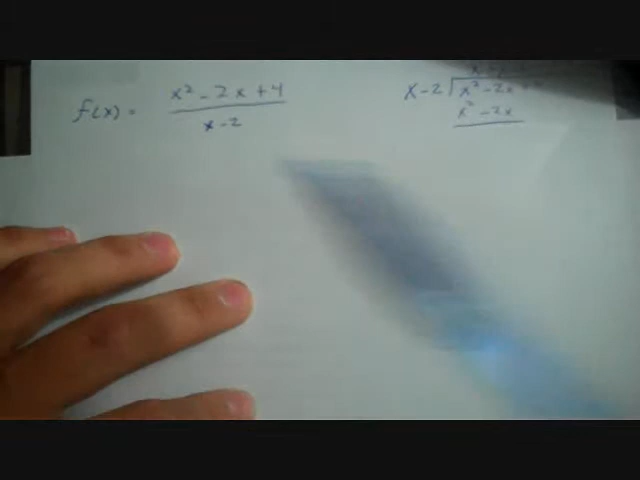 f(x) = x² - 2x + 4
x - 2
x - 2 x² - 2x
x² - 2x